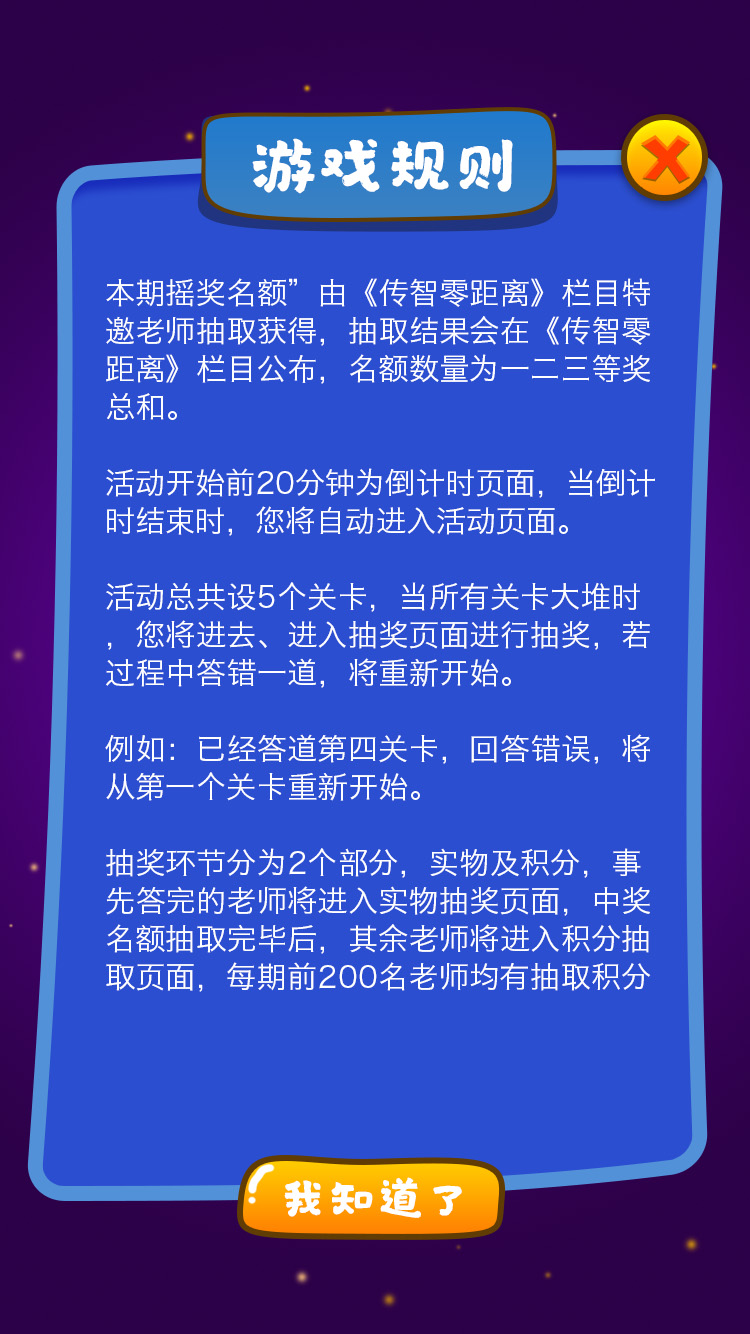 游戏规则
本期摇奖名额”由《传智零距离》栏目特
邀老师抽取获得，抽取结果会在《传智零
距离》栏目公布，名额数量为一二三等奖
总和。
活动开始前20分钟为倒计时页面，当倒计
时结束时，您将自动进入活动页面。
活动总共设5个关卡，当所有关卡大堆时
，您将进去、进入抽奖页面进行抽奖，若
过程中答错一道，将重新开始。
例如：已经答道第四关卡，回答错误，将
从第一个关卡重新开始。
抽奖环节分为2个部分，实物及积分，事
先答完的老师将进入实物抽奖页面，中奖
名额抽取完毕后，其余老师将进入积分抽
取页面，每期前200名老师均有抽取积分
我知道了